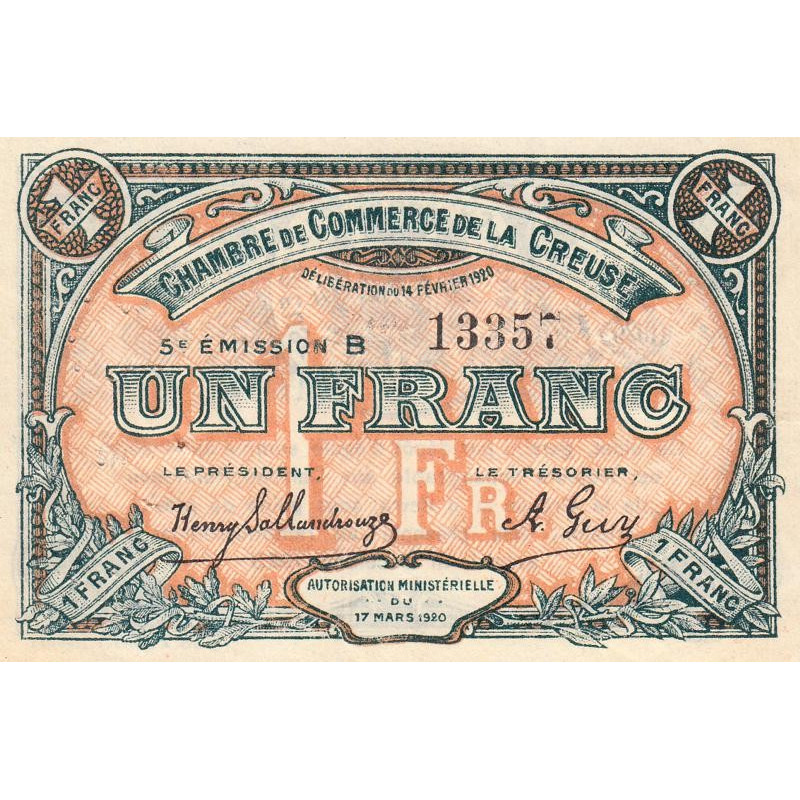 1 FRANC
1 FRANC
CHAMBRE DE COMMERCE DE LA CREUSE
DÉLIBÉRATION DU 14 FÉVRIER 1920
5E ÉMISSION B 13357
UN FRANC
1 FR.
LE PRÉSIDENT, LE TRÉSORIER,
Henry Sallandrouze A. Guy
1 FRANC
1 FRANC
AUTORISATION MINISTÉRIELLE
DU
17 MARS 1920